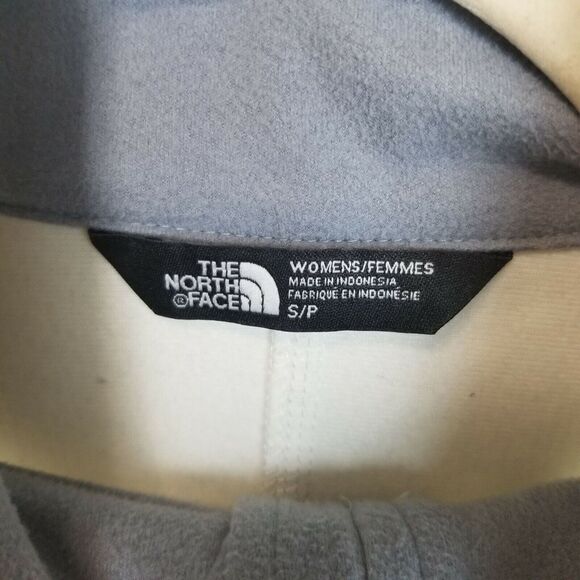 THE
NORTH
®FACE
WOMENS/FEMMES
MADE IN INDONESIA
FABRIQUÉ EN INDONÉSIE
S/P